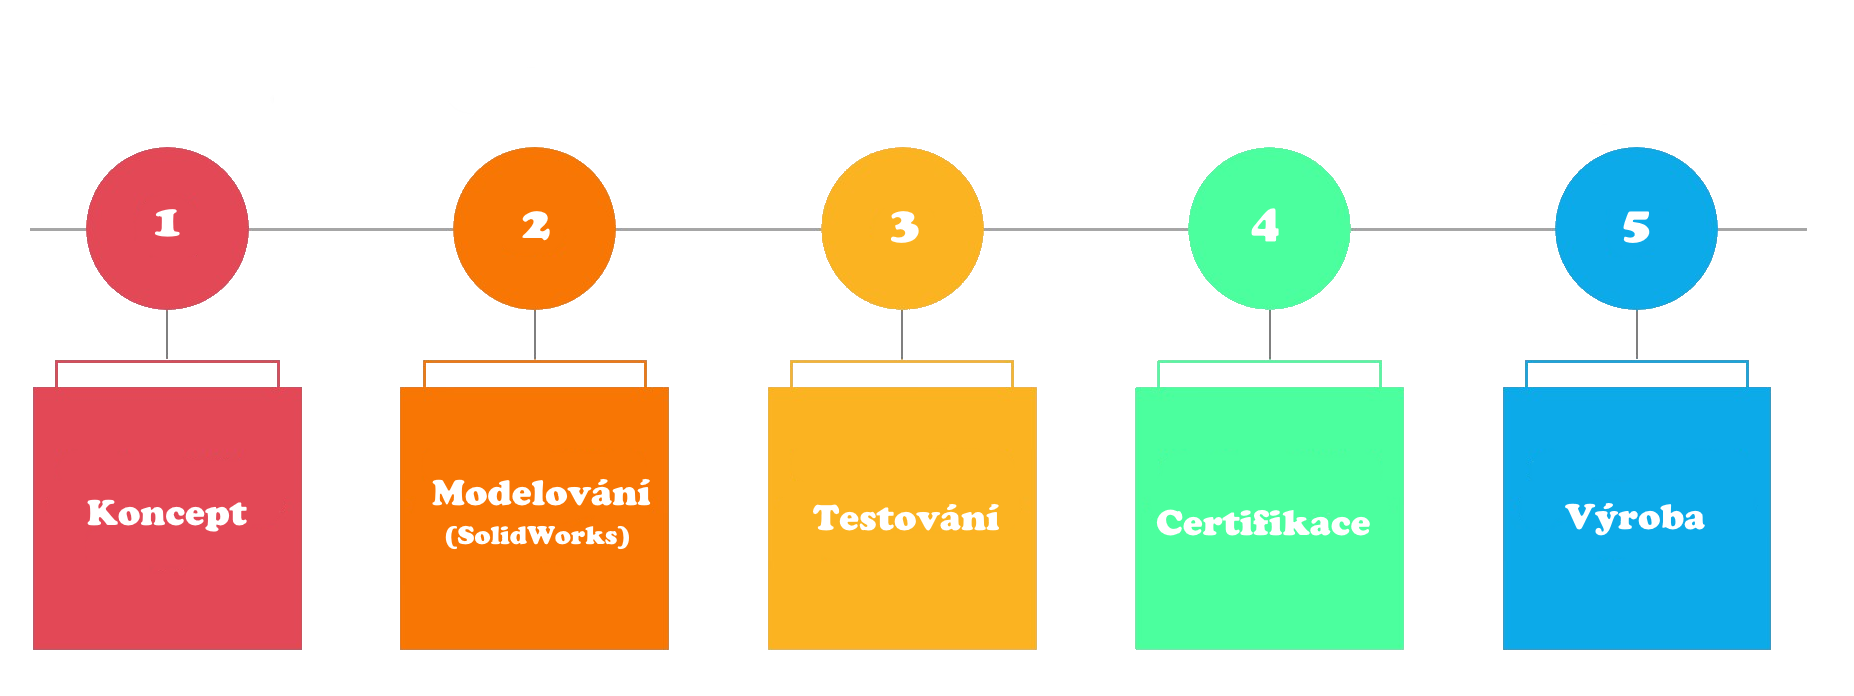 1
2
3
4
5
Koncept
Modelování
(SolidWorks)
Testování
Certifikace
Výroba